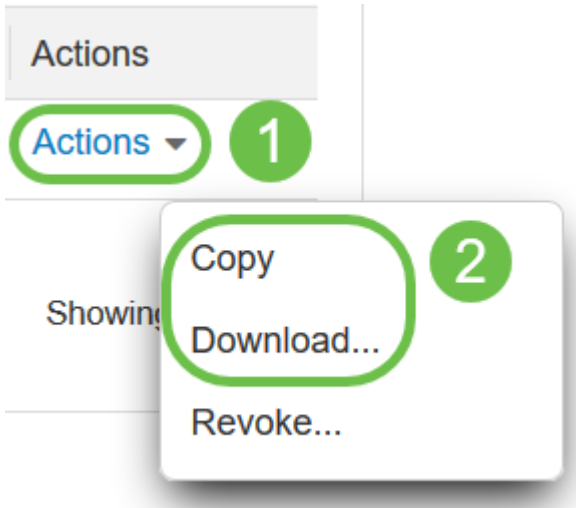 Actions
Actions
1
Copy
2
Showing
Download...
Revoke...